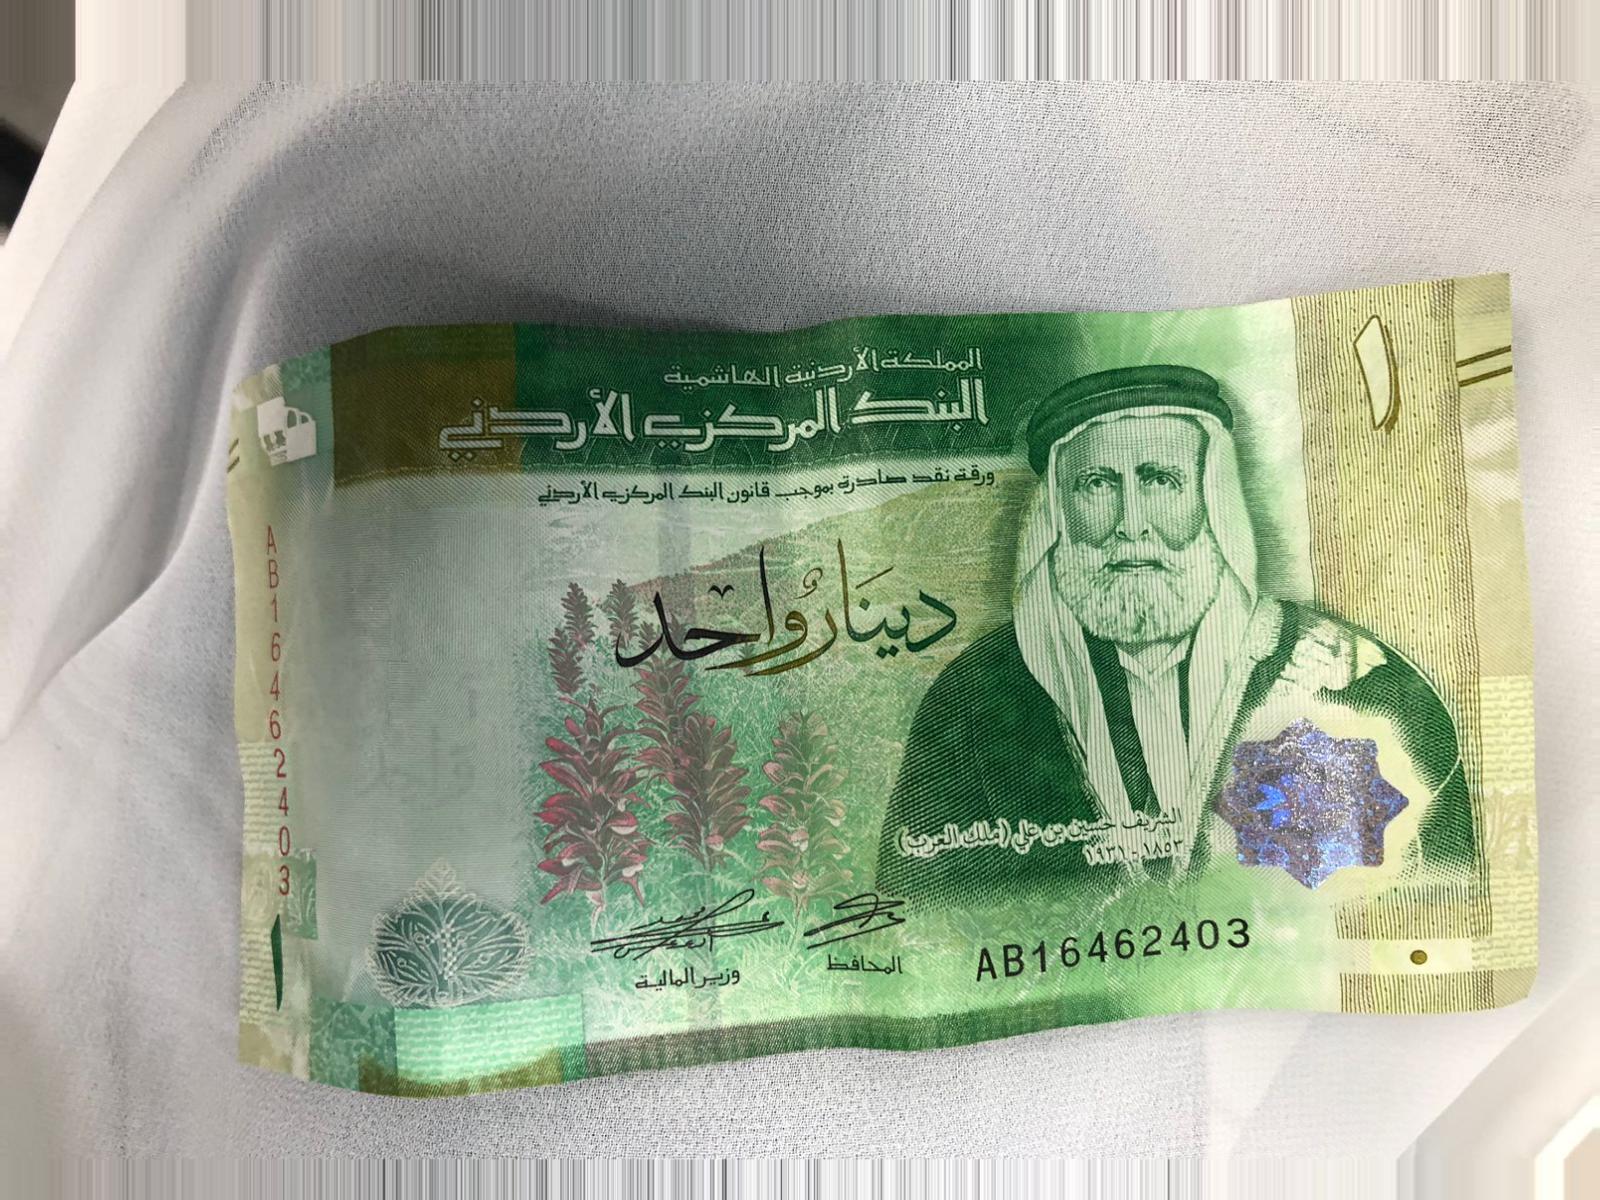 المملكة الأردنية الهاشمية
البنك المركزي الأردني
ورقة نقد صادرة بموجب قانون البنك المركزي الأردني
١
دينار واحد
AB16462403
الشريف حسين بن علي (ملك العرب)
١٨٥٣-١٩٣١
المحافظ
وزير المالية
AB16462403
١